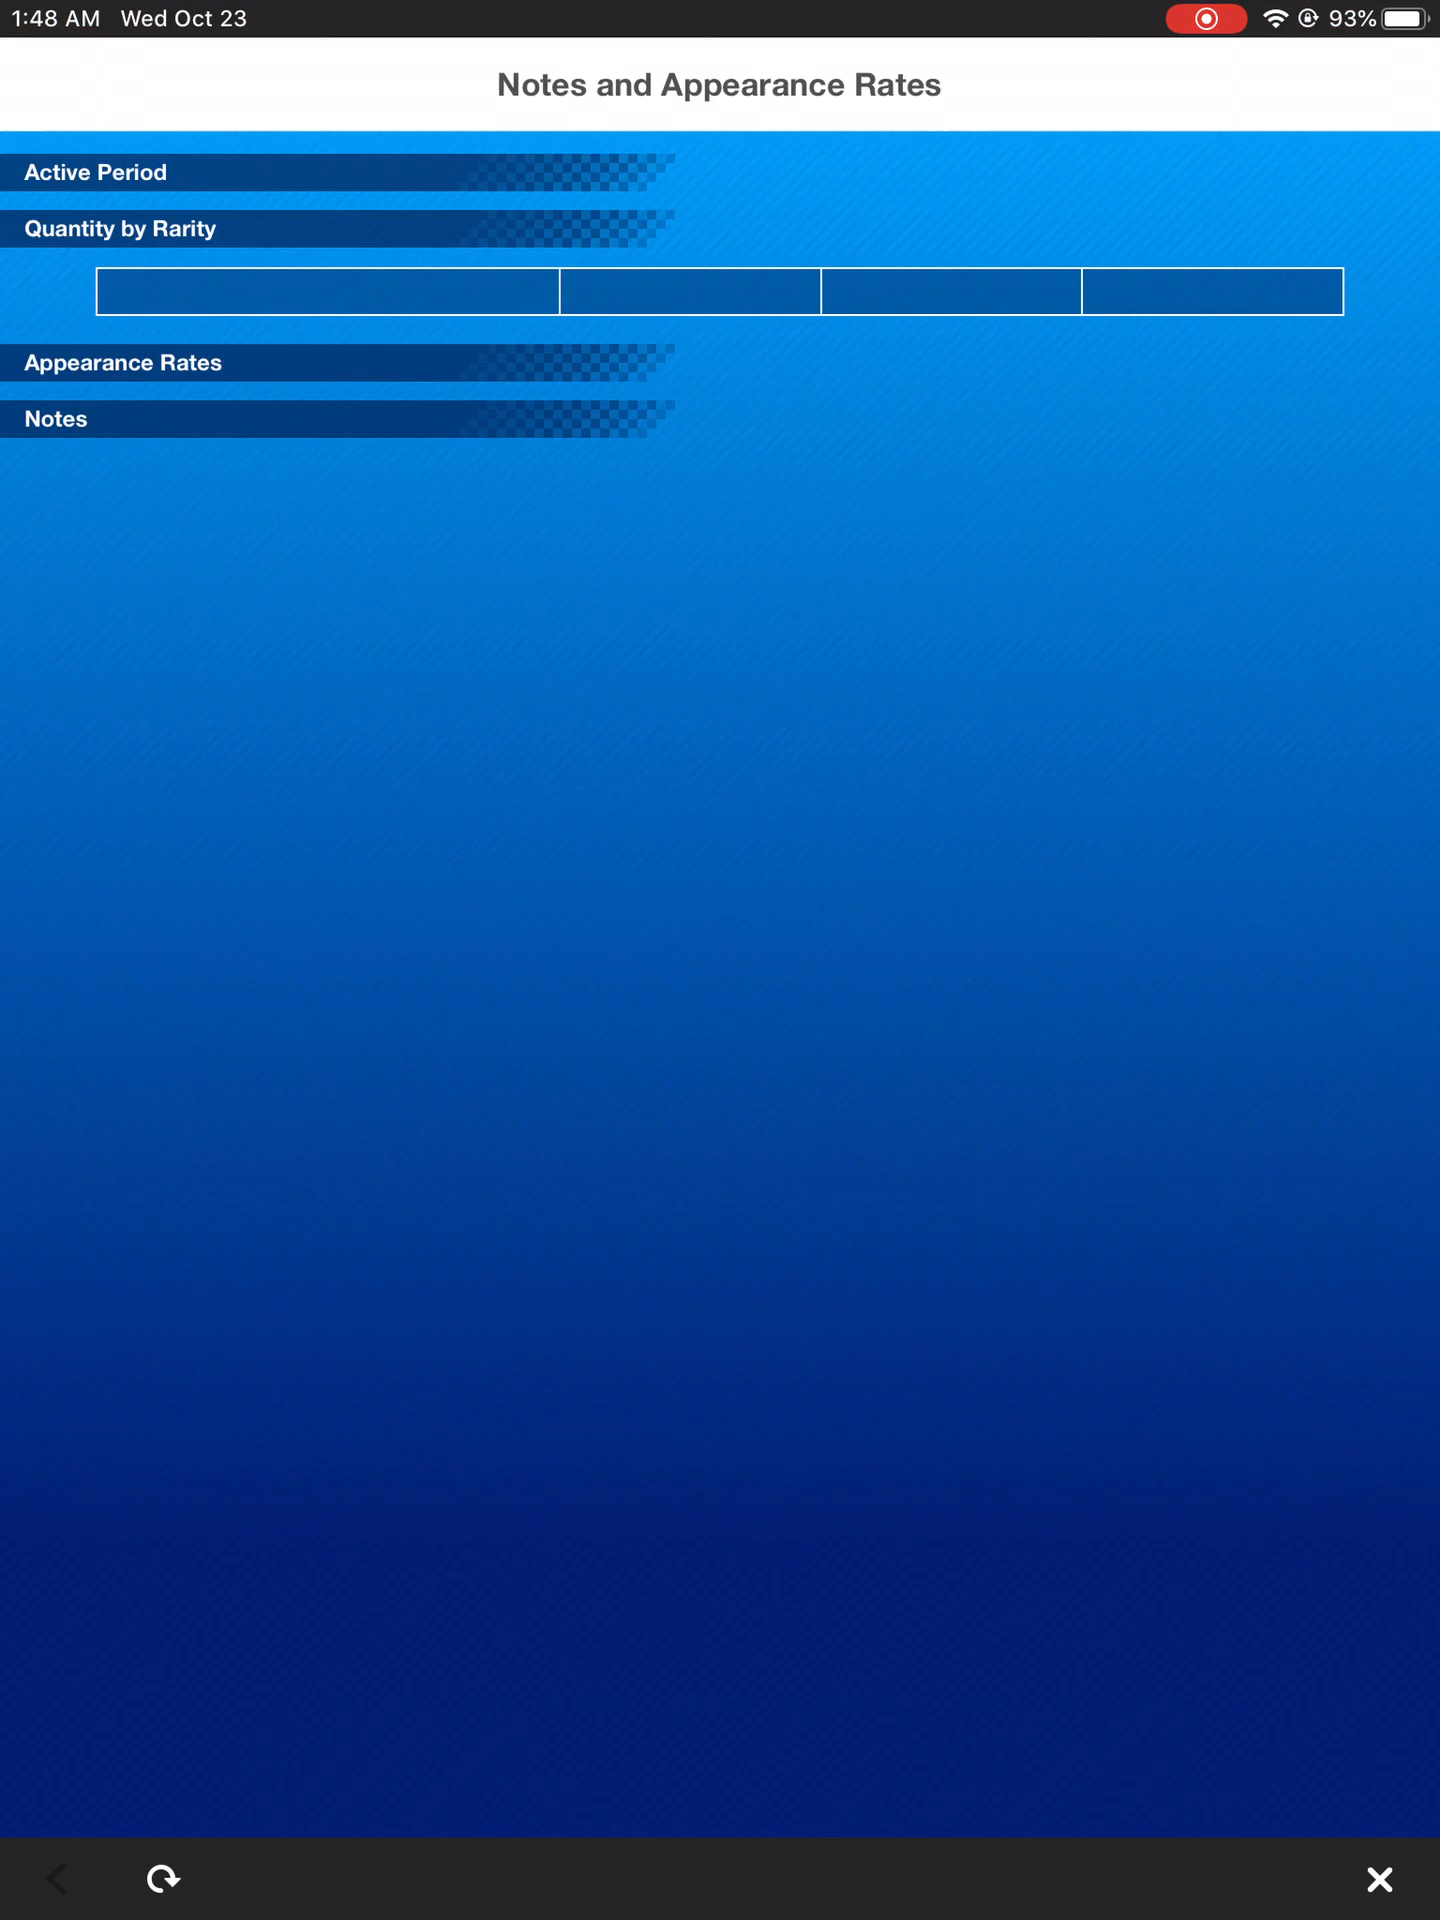 1:48 AM Wed Oct 23 93%
Notes and Appearance Rates
Active Period
Quantity by Rarity
Appearance Rates
Notes